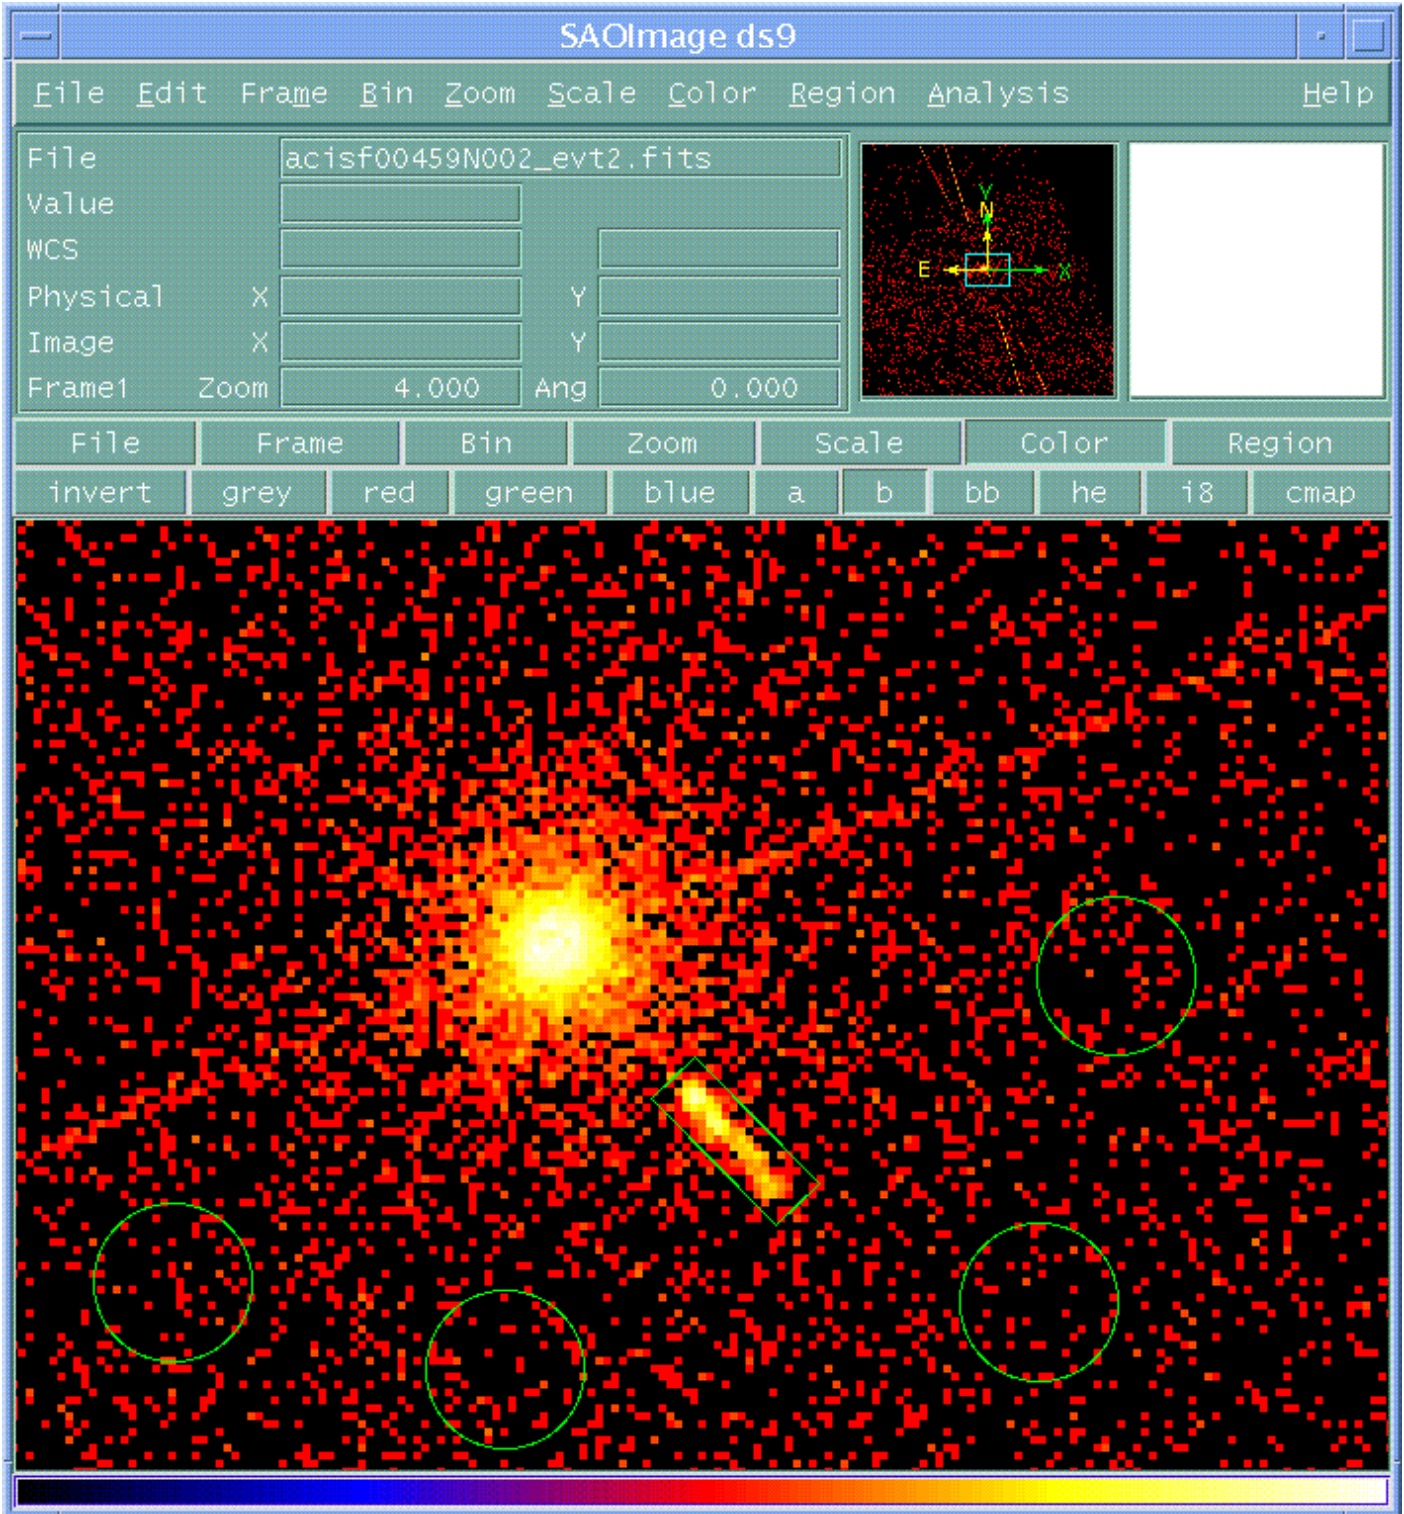 SAOImage ds9
File Edit Frame Bin Zoom Scale Color Region Analysis Help
File acisf00459N002_evt2.fits
Value
WCS
Physical X Y
Image X Y
Frame1 Zoom 4.000 Ang 0.000
Y
N
E X
File Frame Bin Zoom Scale Color Region
invert grey red green blue a b bb he i8 cmap